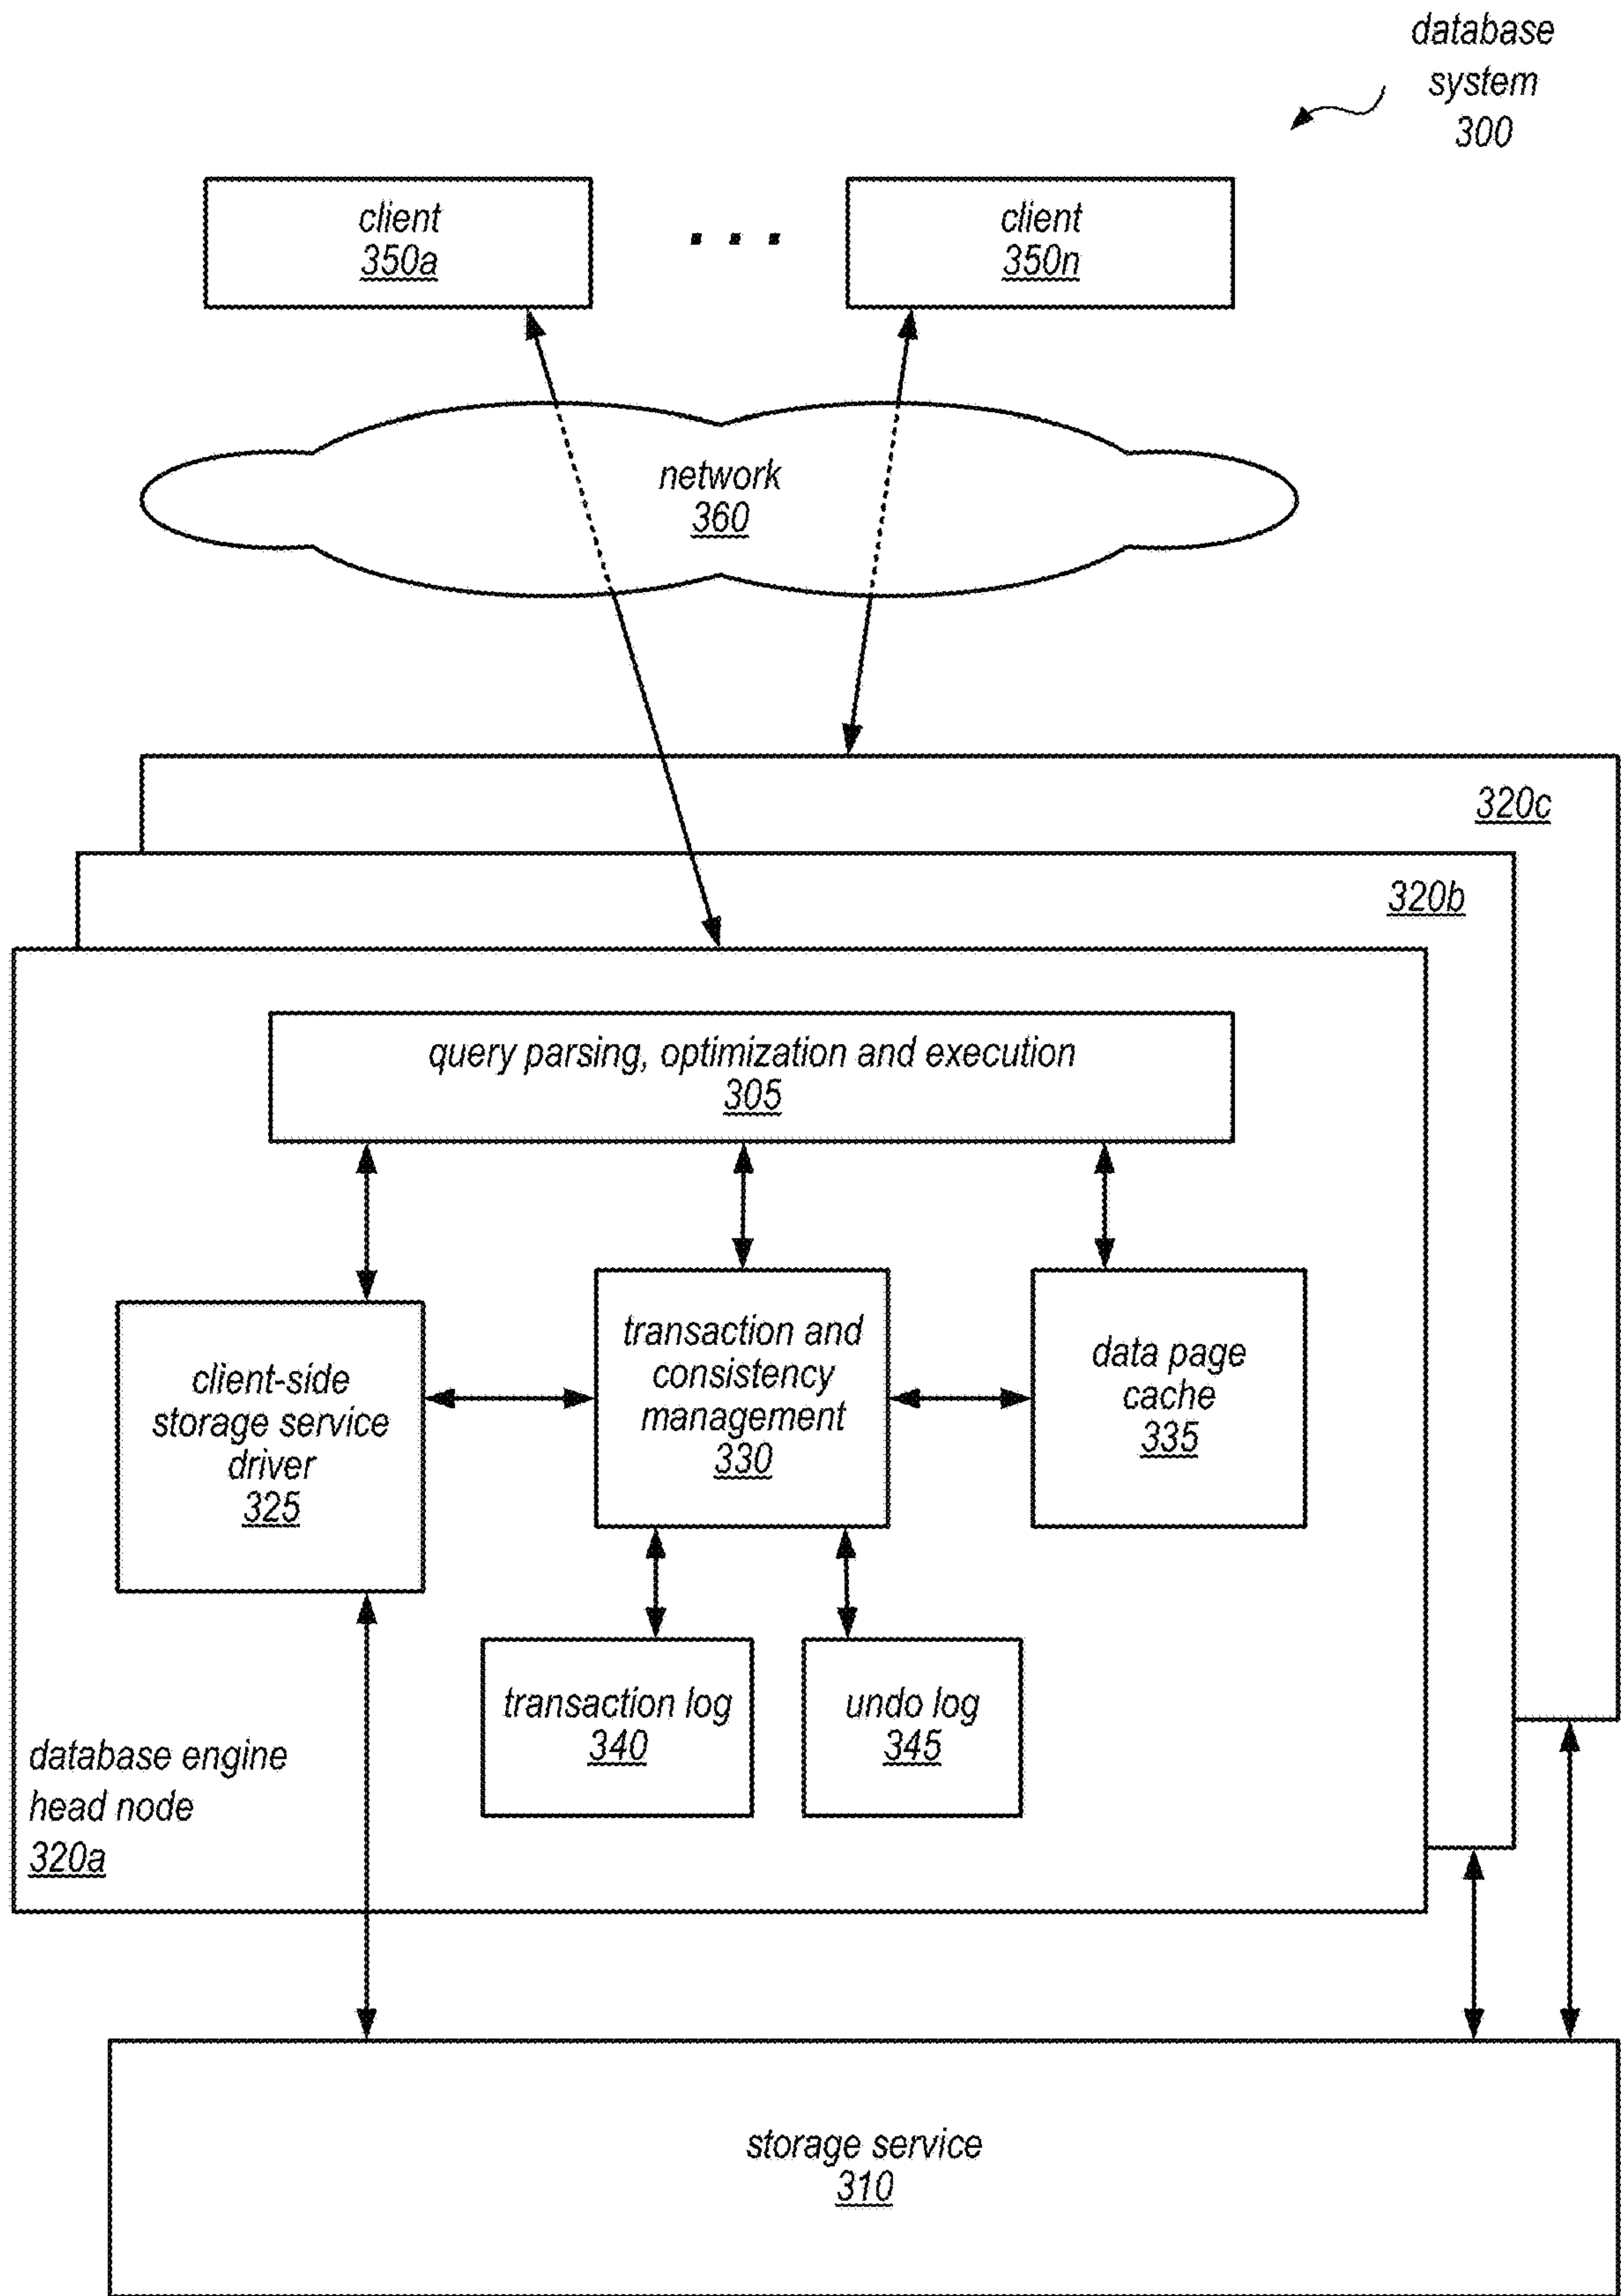 database
system
300
client
350a
. . .
client
350n
network
360
320c
320b
query parsing, optimization and execution
305
client-side
storage service
driver
325
transaction and
consistency
management
330
data page
cache
335
transaction log
340
undo log
345
database engine
head node
320a
storage service
310